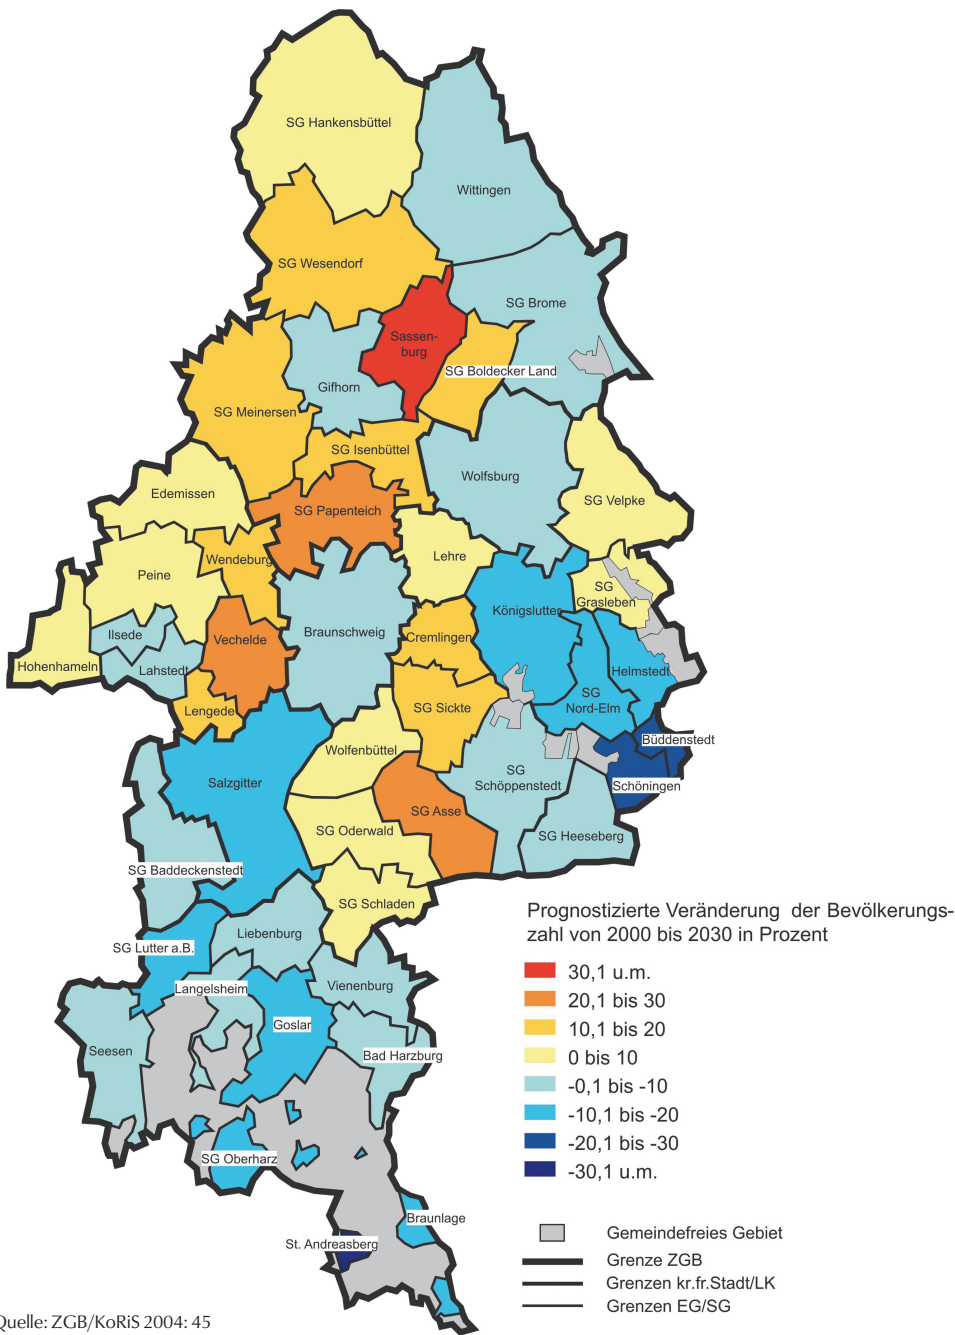 SG Hankensbüttel
Wittingen
SG Wesendorf
SG Brome
Sassen-
burg
SG Boldecker Land
Gifhorn
SG Meinersen
SG Isenbüttel
Wolfsburg
Edemissen
SG Velpke
SG Papenteich
Lehre
Wendeburg
Peine
SG
Grasleben
Königslutter
Ilsede
Braunschweig
Cremlingen
Vechelde
Hohenhameln
Lahstedt
Helmstedt
SG
Nord-Elm
Lengede
SG Sickte
Büddenstedt
Wolfenbüttel
Salzgitter
SG
Schöppenstedt
Schöningen
SG Asse
SG Oderwald
SG Heeseberg
SG Baddeckenstedt
SG Schladen
Liebenburg
SG Lutter a.B.
Langelsheim
Vienenburg
Goslar
Seesen
Bad Harzburg
SG Oberharz
Braunlage
St. Andreasberg
Prognostizierte Veränderung der Bevölkerungs-
zahl von 2000 bis 2030 in Prozent
30,1 u.m.
20,1 bis 30
10,1 bis 20
0 bis 10
-0,1 bis -10
-10,1 bis -20
-20,1 bis -30
-30,1 u.m.
Gemeindefreies Gebiet
Grenze ZGB
Grenzen kr.fr.Stadt/LK
Grenzen EG/SG
Quelle: ZGB/KoRiS 2004: 45